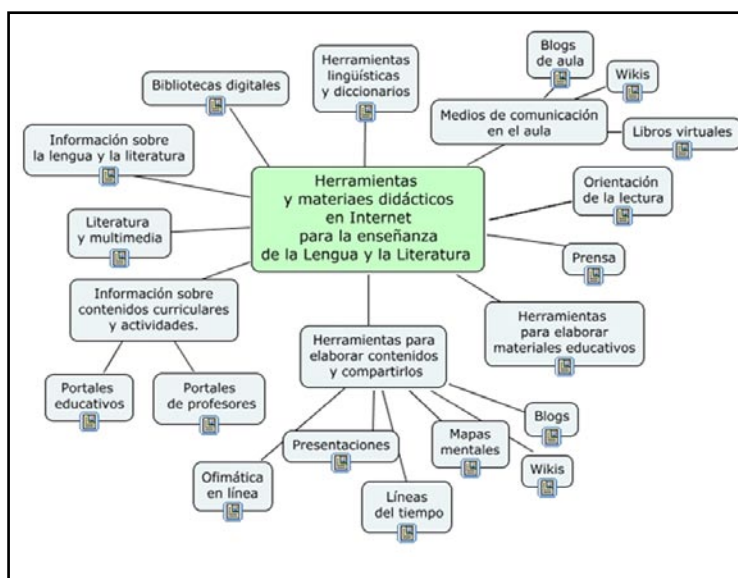 Blogs
de aula
Wikis
Herramientas
lingüísticas
y diccionarios
Bibliotecas digitales
Medios de comunicación
en el aula
Libros virtuales
Información sobre
la lengua y la literatura
Herramientas
y materiaes didácticos
en Internet
para la enseñanza
de la Lengua y la Literatura
Orientación
de la lectura
Literatura
y multimedia
Prensa
Información sobre
contenidos curriculares
y actividades.
Herramientas
para elaborar
materiales educativos
Herramientas para
elaborar contenidos
y compartirlos
Portales
educativos
Portales
de profesores
Blogs
Presentaciones
Mapas
mentales
Wikis
Ofimática
en línea
Líneas
del tiempo